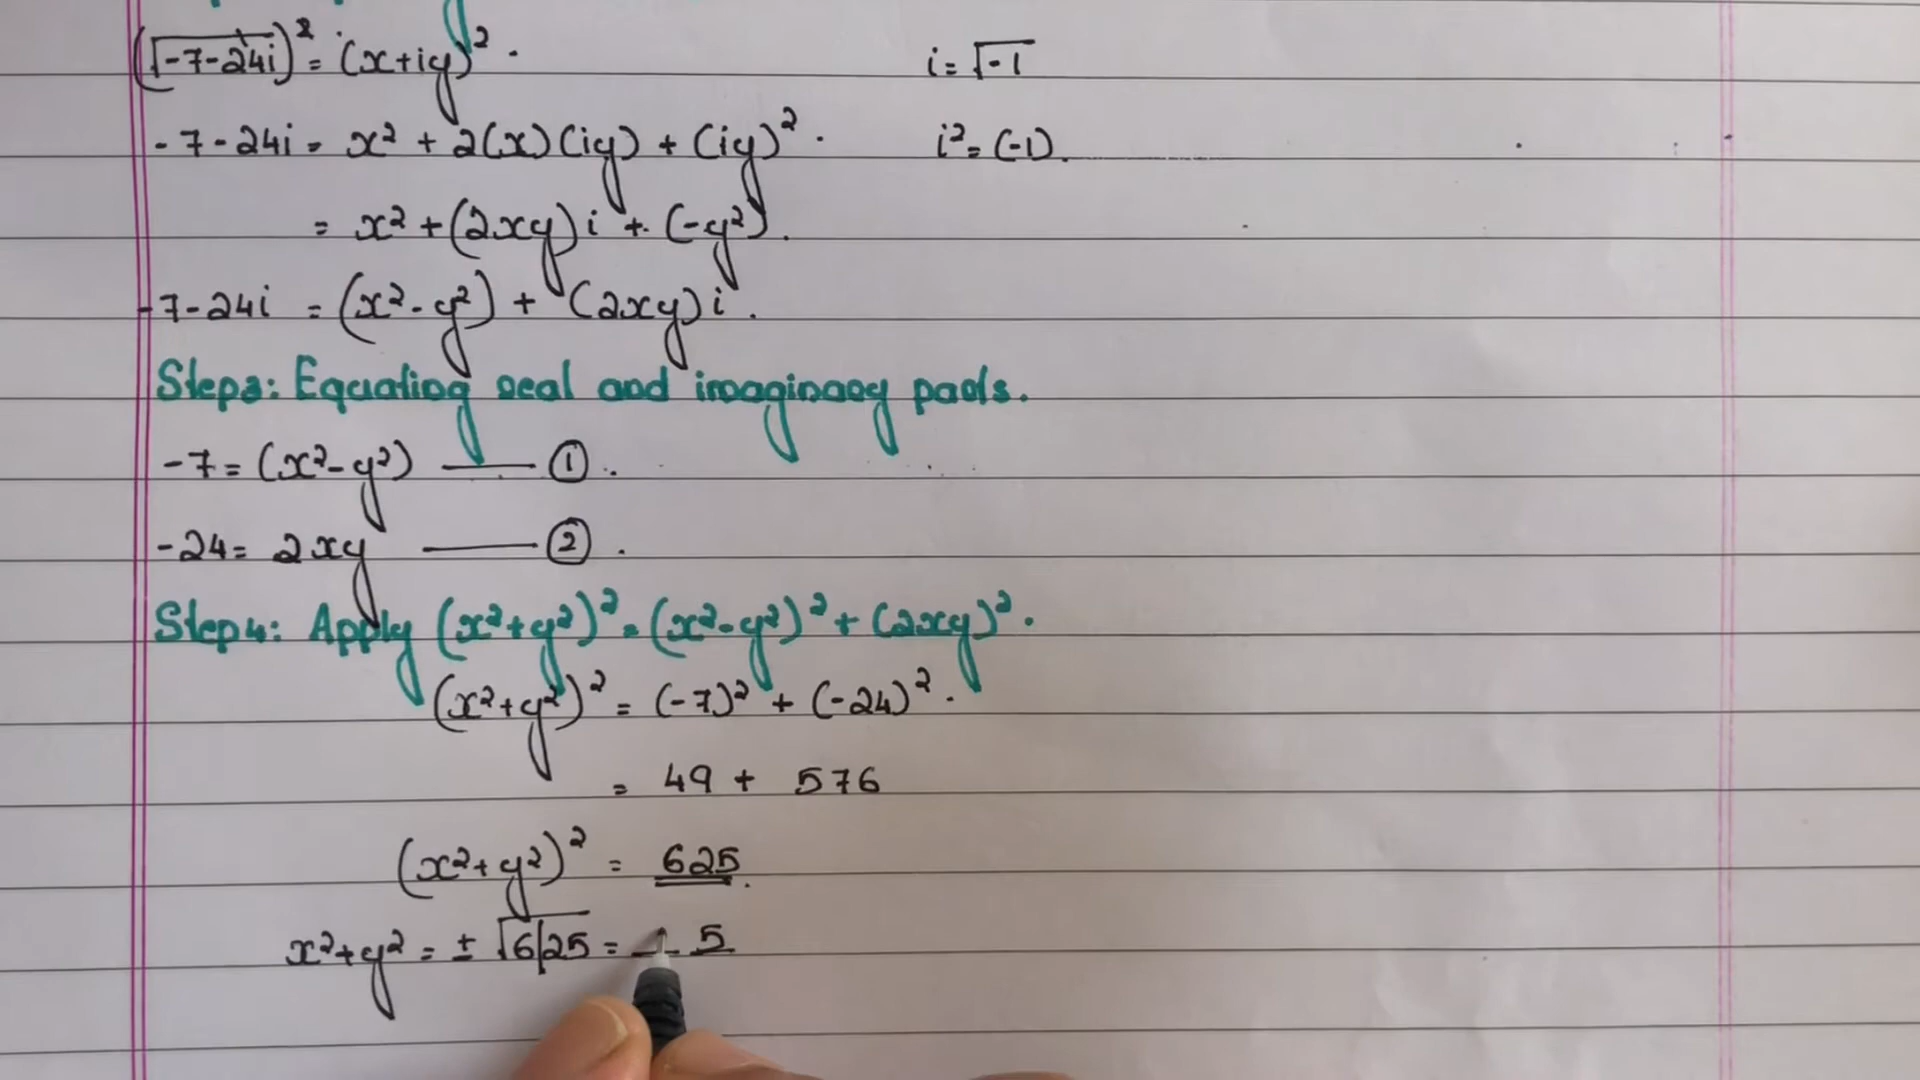 (√-7-24i)² = (x+iy)².
i = √-1
-7-24i = x² + 2(x)(iy) + (iy)².
i² = (-1).
= x² + (2xy)i + (-y²).
-7-24i = (x²-y²) + (2xy)i.
Step3: Equating real and imaginary parts.
-7 = (x²-y²) —— ①.
-24 = 2xy —— ②.
Step4: Apply (x²+y²)² = (x²-y²)² + (2xy)².
(x²+y²)² = (-7)² + (-24)².
= 49 + 576
(x²+y²)² = 625.
x²+y² = ± √6|25 = _ 5